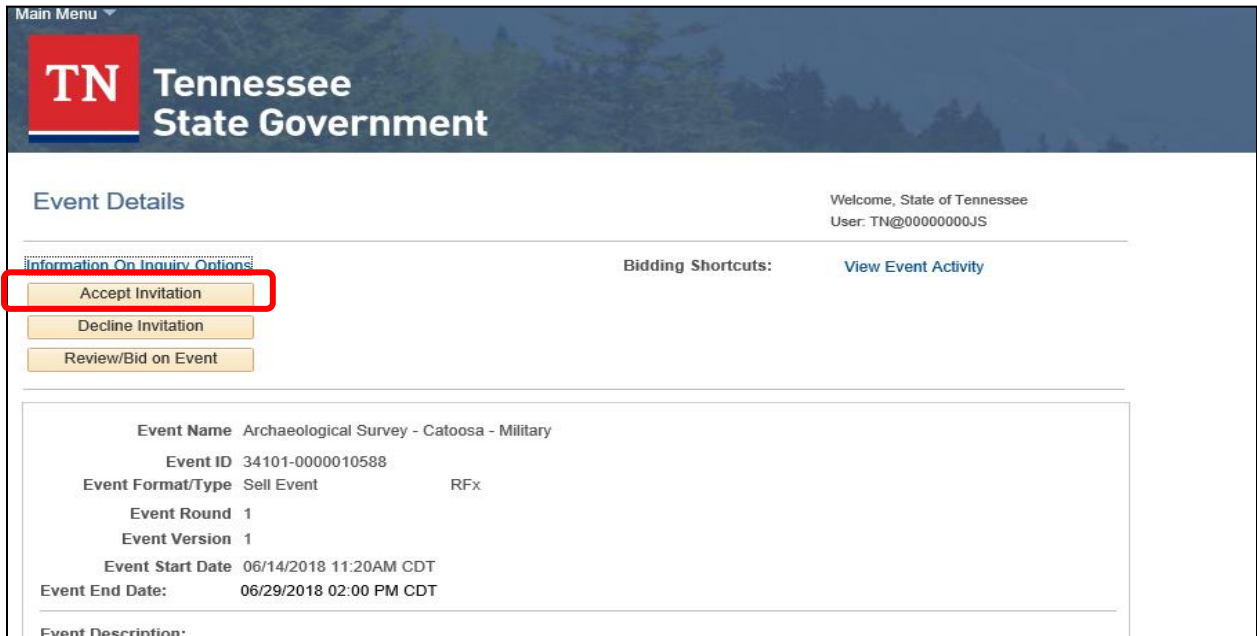 Main Menu
TN Tennessee
State Government
Event Details
Welcome, State of Tennessee
User: TN@00000000JS
Information On Inquiry Options
Bidding Shortcuts: View Event Activity
Accept Invitation
Decline Invitation
Review/Bid on Event
Event Name Archaeological Survey - Catoosa - Military
Event ID 34101-0000010588
Event Format/Type Sell Event RFx
Event Round 1
Event Version 1
Event Start Date 06/14/2018 11:20AM CDT
Event End Date: 06/29/2018 02:00 PM CDT
Event Description: